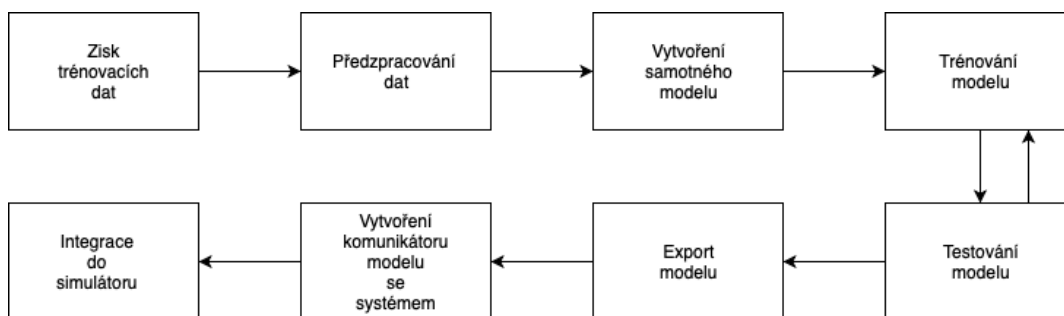 Zisk
trénovacích
dat
Předzpracování
dat
Vytvoření
samotného
modelu
Trénování
modelu
Integrace
do
simulátoru
Vytvoření
komunikátoru
modelu
se
systémem
Export
modelu
Testování
modelu